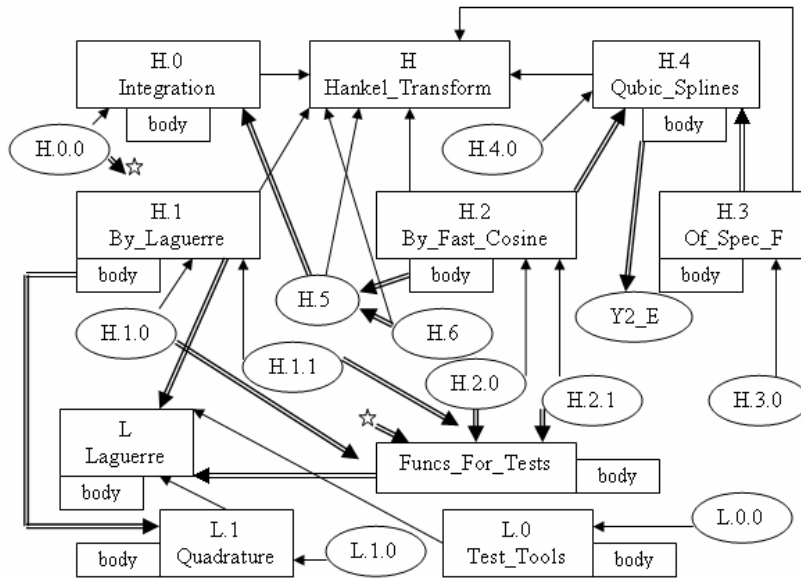 H.0
Integration
body
H
Hankel_Transform
H.4
Qubic_Splines
body
H.0.0
H.4.0
H.1
By_Laguerre
body
H.2
By_Fast_Cosine
body
H.3
Of_Spec_F
body
H.5
H.6
Y2_E
H.1.0
H.1.1
H.2.0
H.2.1
H.3.0
L
Laguerre
body
Funcs_For_Tests
body
L.1
Quadrature
body
L.1.0
L.0
Test_Tools
body
L.0.0